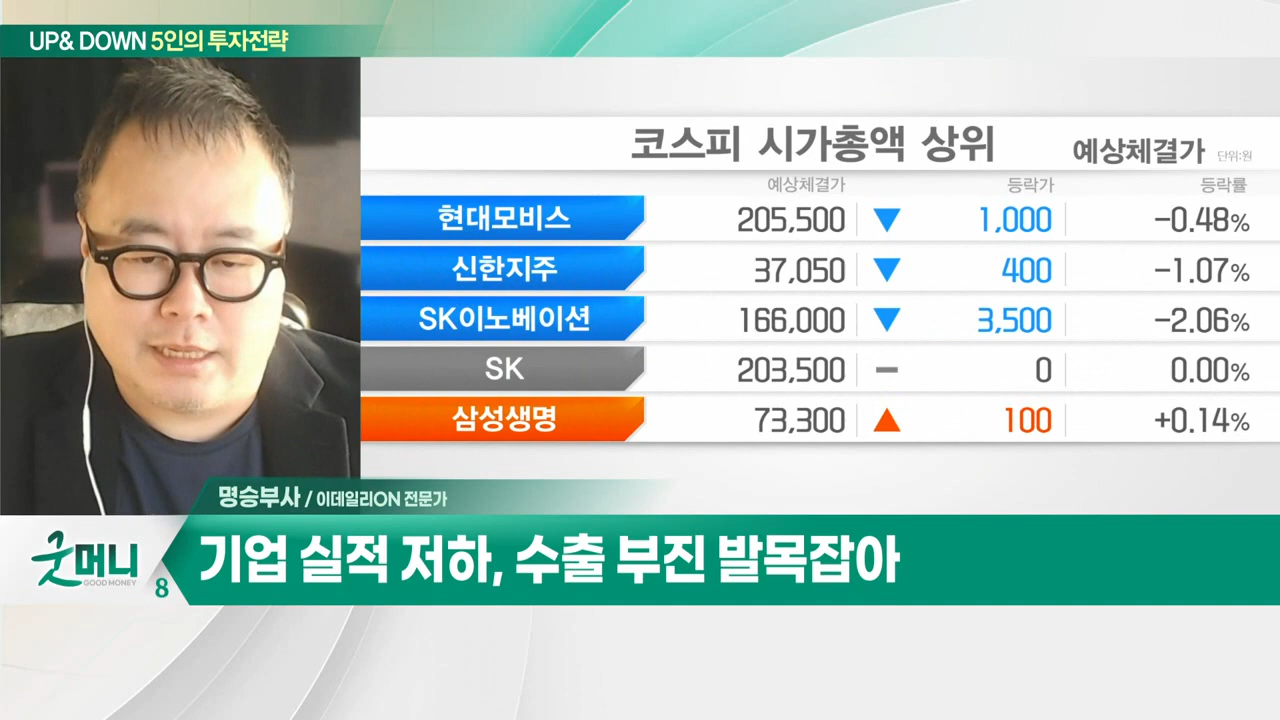 UP& DOWN 5인의 투자전략
코스피 시가총액 상위 예상체결가 단위:원
예상체결가 등락가 등락률
현대모비스 205,500 ▼ 1,000 -0.48%
신한지주 37,050 ▼ 400 -1.07%
SK이노베이션 166,000 ▼ 3,500 -2.06%
SK 203,500 - 0 0.00%
삼성생명 73,300 ▲ 100 +0.14%
명승부사 / 이데일리ON 전문가
굿머니 GOOD MONEY 8
기업 실적 저하, 수출 부진 발목잡아